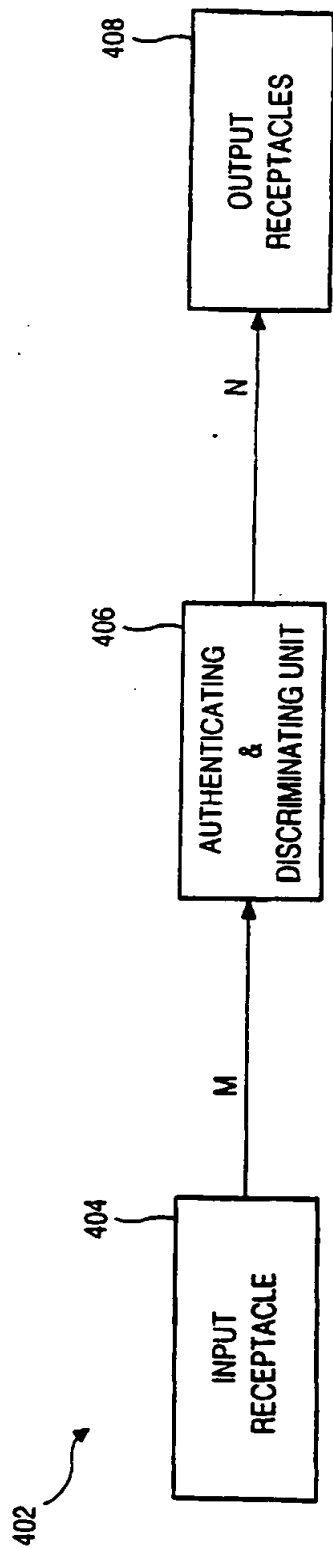 402
404
INPUT
RECEPTACLE
M
406
AUTHENTICATING
&
DISCRIMINATING UNIT
N
408
OUTPUT
RECEPTACLES